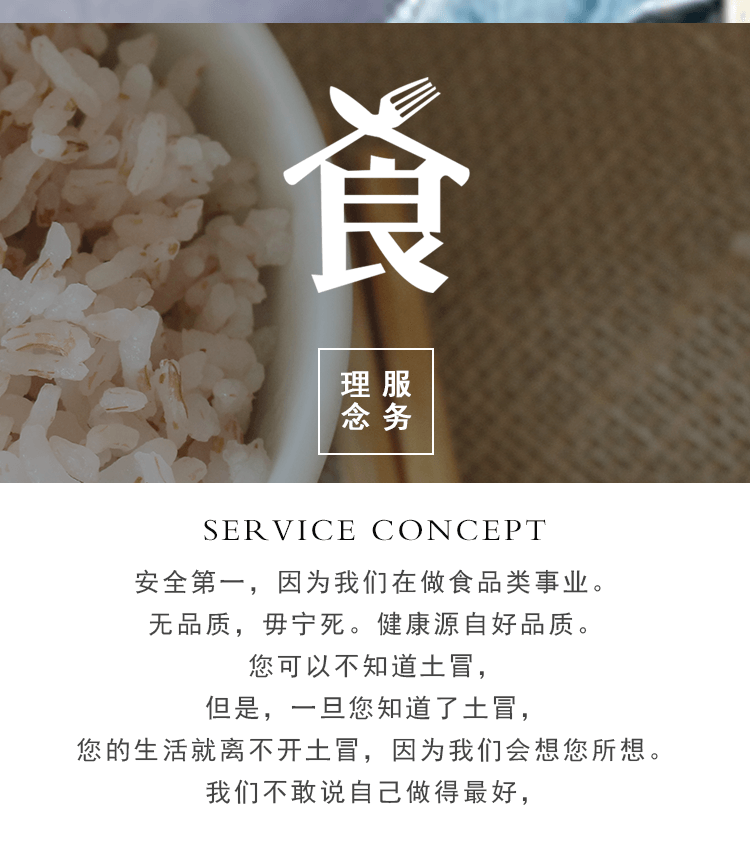 食
服务
理念
SERVICE CONCEPT
安全第一，因为我们在做食品类事业。
无品质，毋宁死。健康源自好品质。
您可以不知道土冒，
但是，一旦您知道了土冒，
您的生活就离不开土冒，因为我们会想您所想。
我们不敢说自己做得最好，